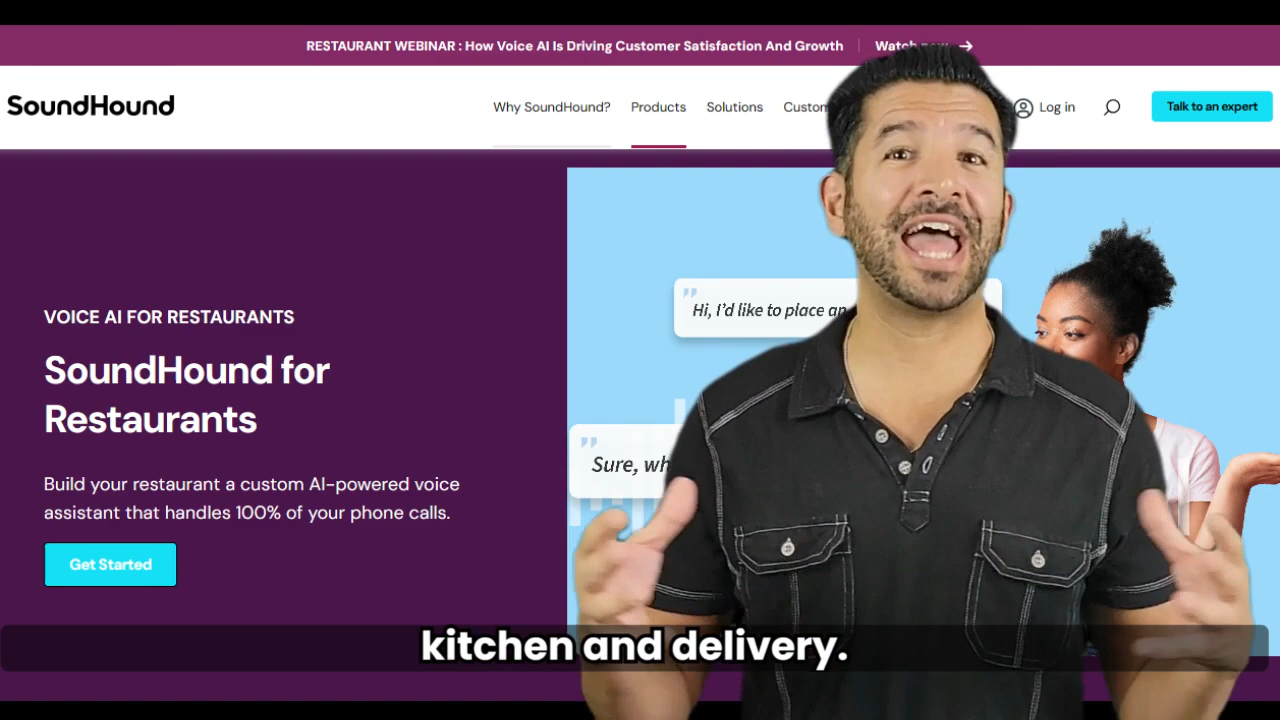 RESTAURANT WEBINAR : How Voice AI Is Driving Customer Satisfaction And Growth
Watch now →
SoundHound
Why SoundHound? Products Solutions
Log in
Talk to an expert
VOICE AI FOR RESTAURANTS
SoundHound for
Restaurants
Build your restaurant a custom AI-powered voice
assistant that handles 100% of your phone calls.
Get Started
" Hi, I'd like to place an
" Sure,
kitchen and delivery.